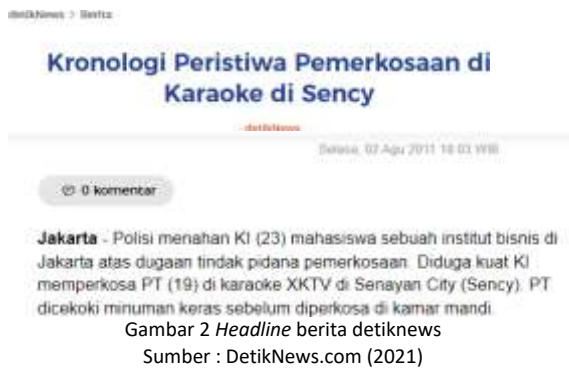 detikNews > Berita
Kronologi Peristiwa Pemerkosaan di
Karaoke di Sency
- detikNews
Selasa, 02 Agu 2011 18:03 WIB
0 komentar
Jakarta - Polisi menahan KI (23) mahasiswa sebuah institut bisnis di
Jakarta atas dugaan tindak pidana pemerkosaan. Diduga kuat KI
memperkosa PT (19) di karaoke XKTV di Senayan City (Sency). PT
dicekoki minuman keras sebelum diperkosa di kamar mandi.
Gambar 2 Headline berita detiknews
Sumber : DetikNews.com (2021)